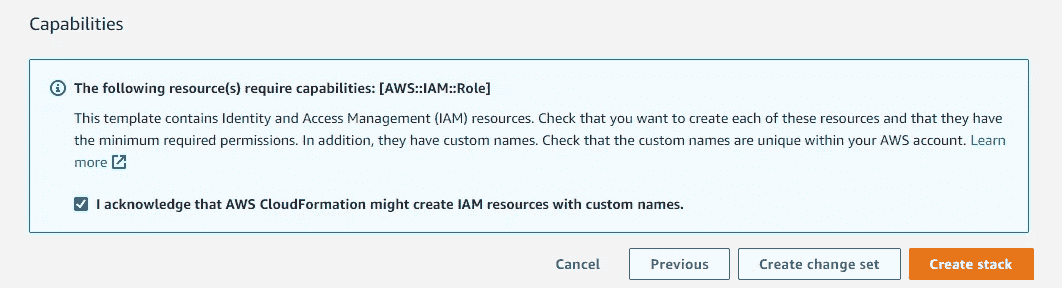 Capabilities
The following resource(s) require capabilities: [AWS::IAM::Role]
This template contains Identity and Access Management (IAM) resources. Check that you want to create each of these resources and that they have
the minimum required permissions. In addition, they have custom names. Check that the custom names are unique within your AWS account. Learn
more
I acknowledge that AWS CloudFormation might create IAM resources with custom names.
Cancel Previous Create change set Create stack